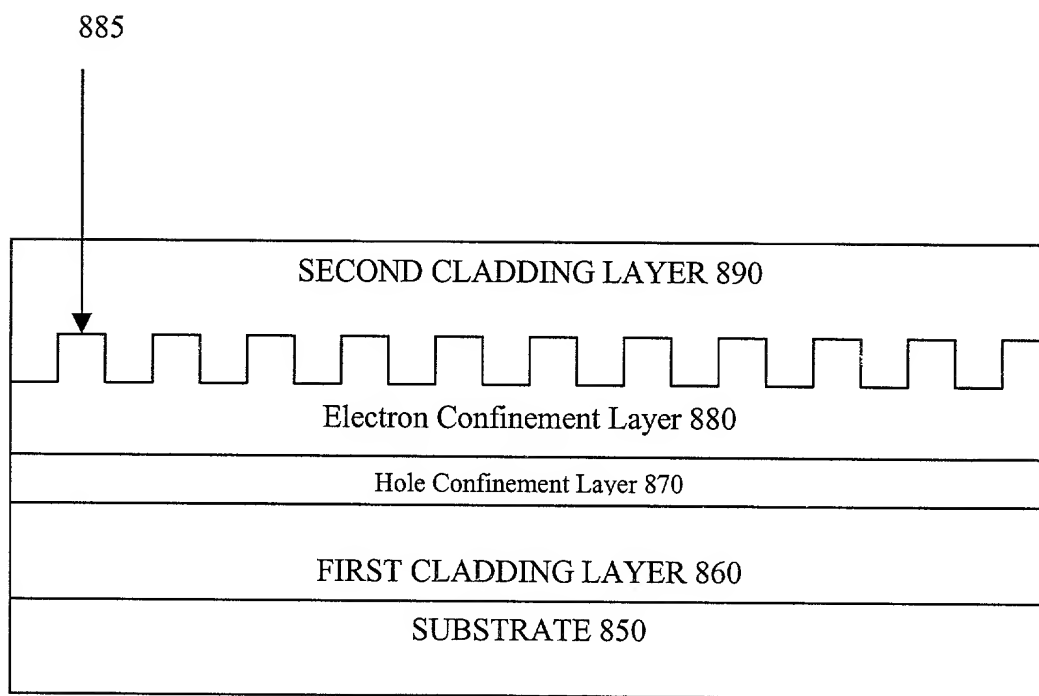 885
SECOND CLADDING LAYER 890
Electron Confinement Layer 880
Hole Confinement Layer 870
FIRST CLADDING LAYER 860
SUBSTRATE 850